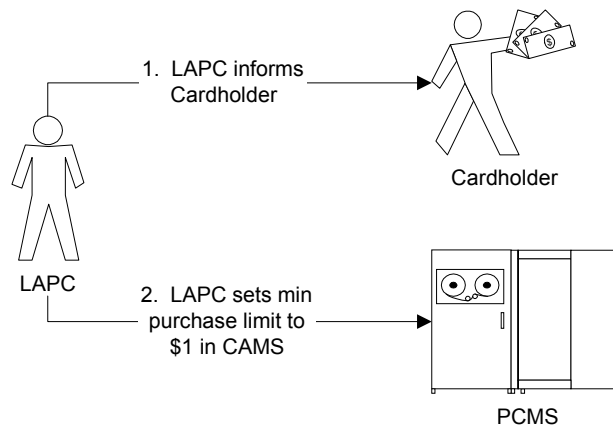 1. LAPC informs
Cardholder
Cardholder
LAPC
2. LAPC sets min
purchase limit to
$1 in CAMS
PCMS